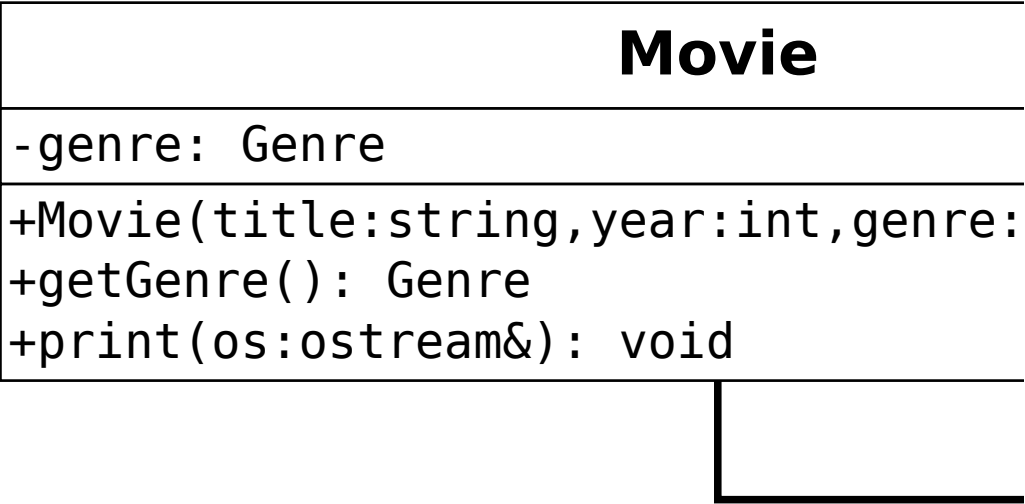 Movie
-genre: Genre
+Movie(title:string,year:int,genre:
+getGenre(): Genre
+print(os:ostream&): void